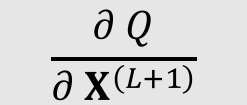 ∂ Q
∂ X^(L+1)